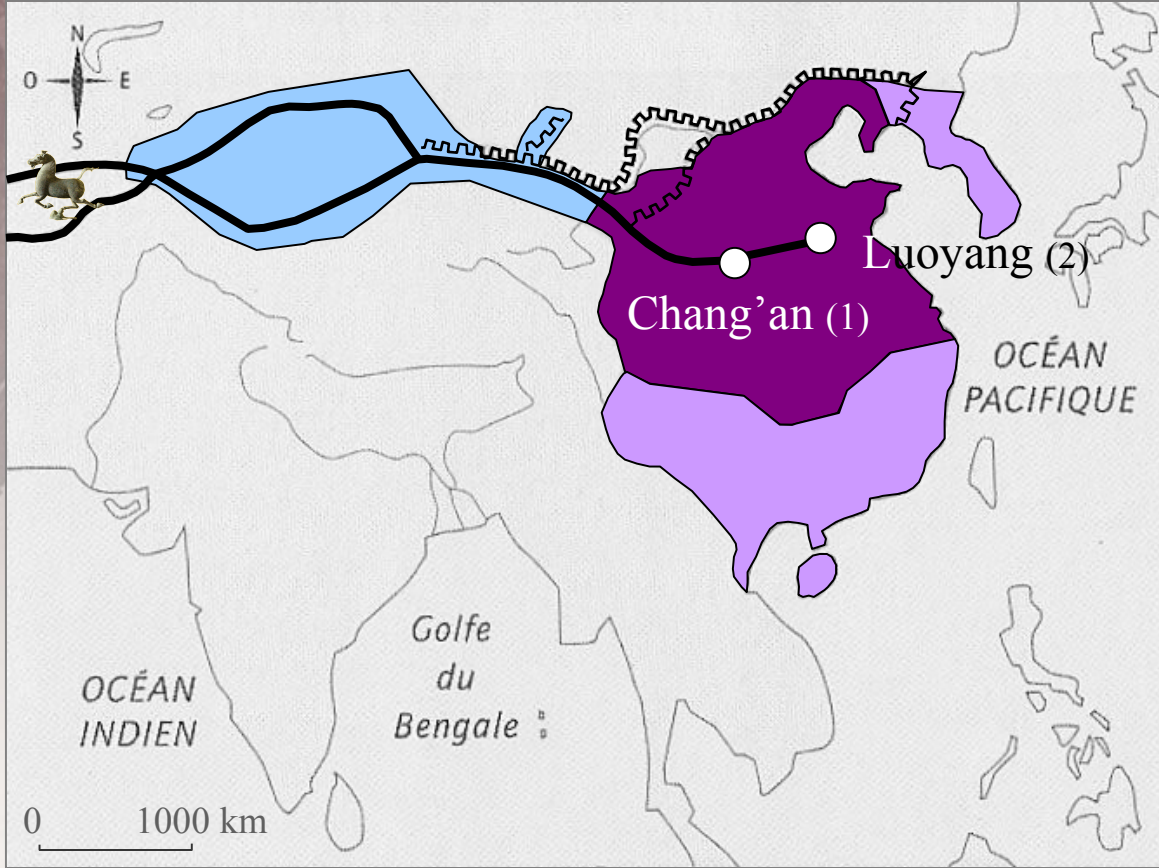 N
O E
S
Luoyang (2)
Chang’an (1)
OCÉAN
PACIFIQUE
Golfe
du
Bengale
OCÉAN
INDIEN
0 1000 km